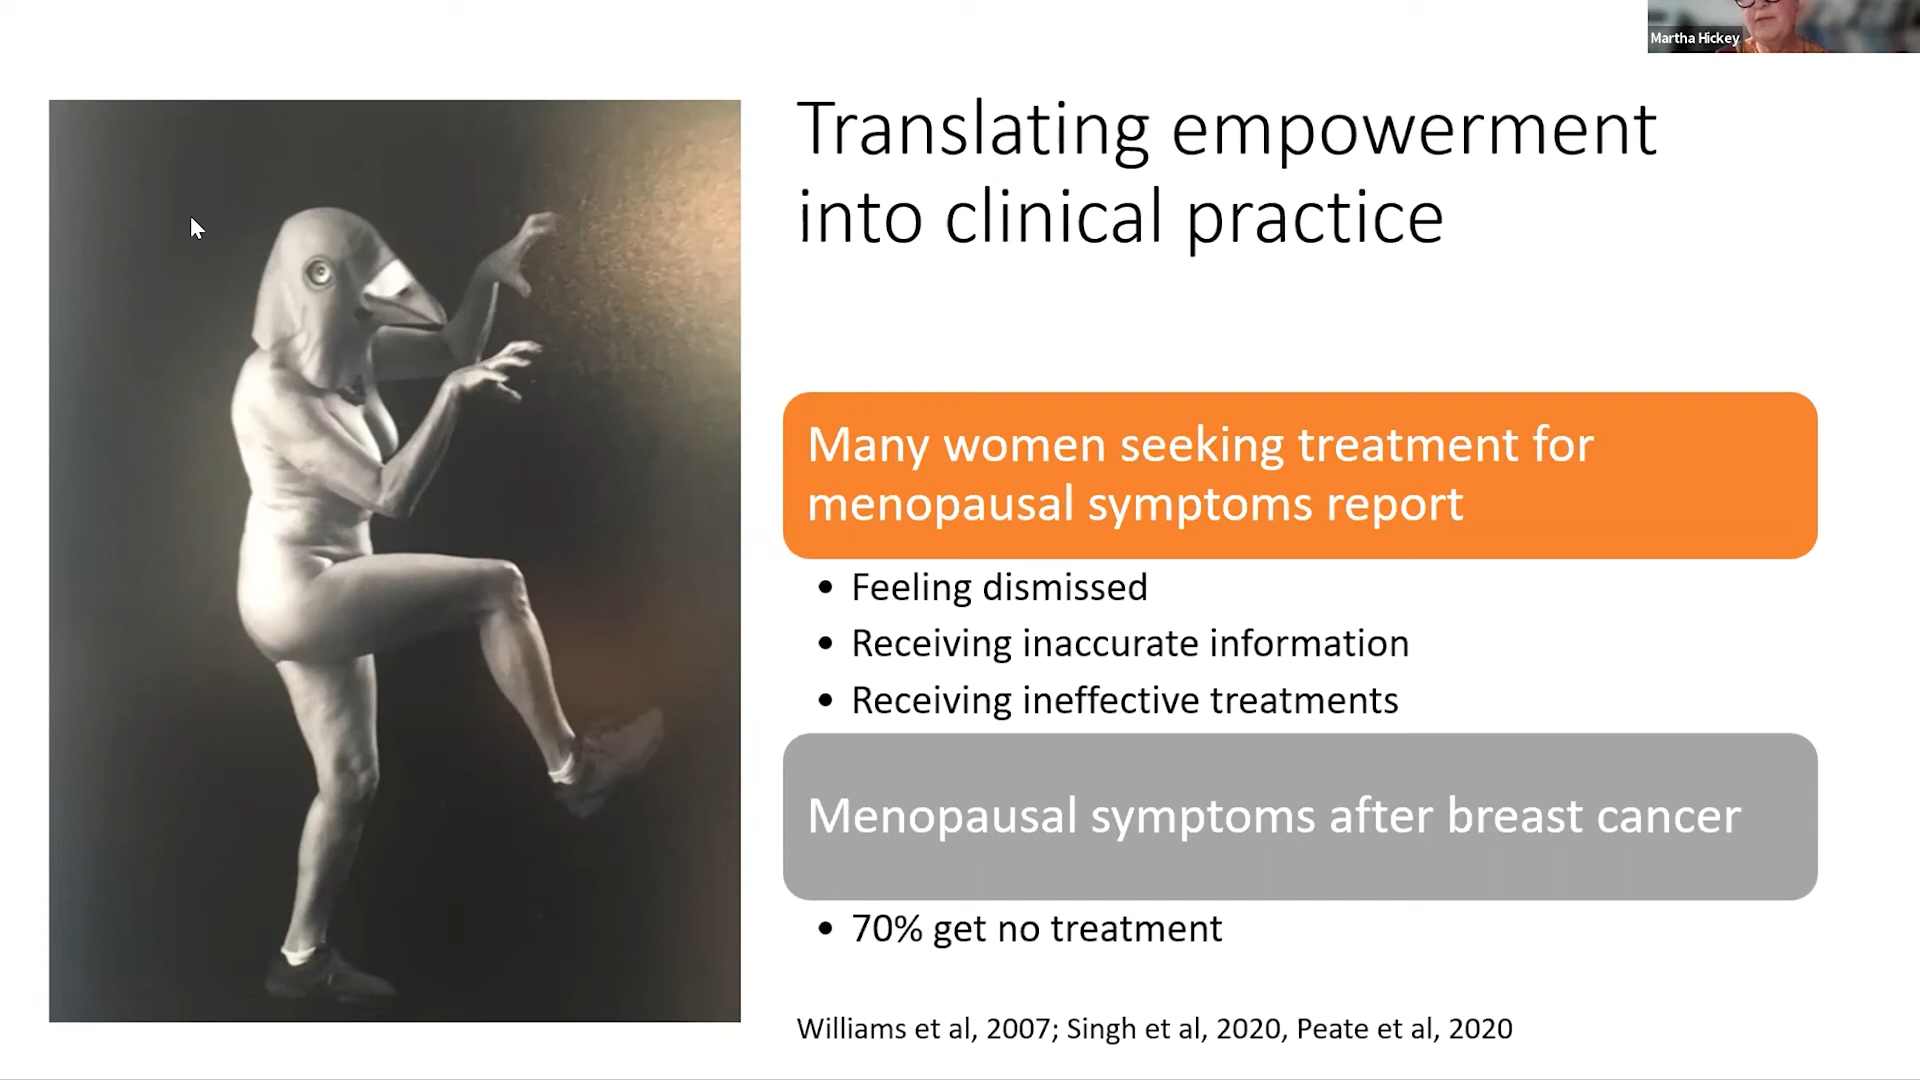 Martha Hickey
Translating empowerment
into clinical practice
Many women seeking treatment for
menopausal symptoms report
• Feeling dismissed
• Receiving inaccurate information
• Receiving ineffective treatments
Menopausal symptoms after breast cancer
• 70% get no treatment
Williams et al, 2007; Singh et al, 2020, Peate et al, 2020